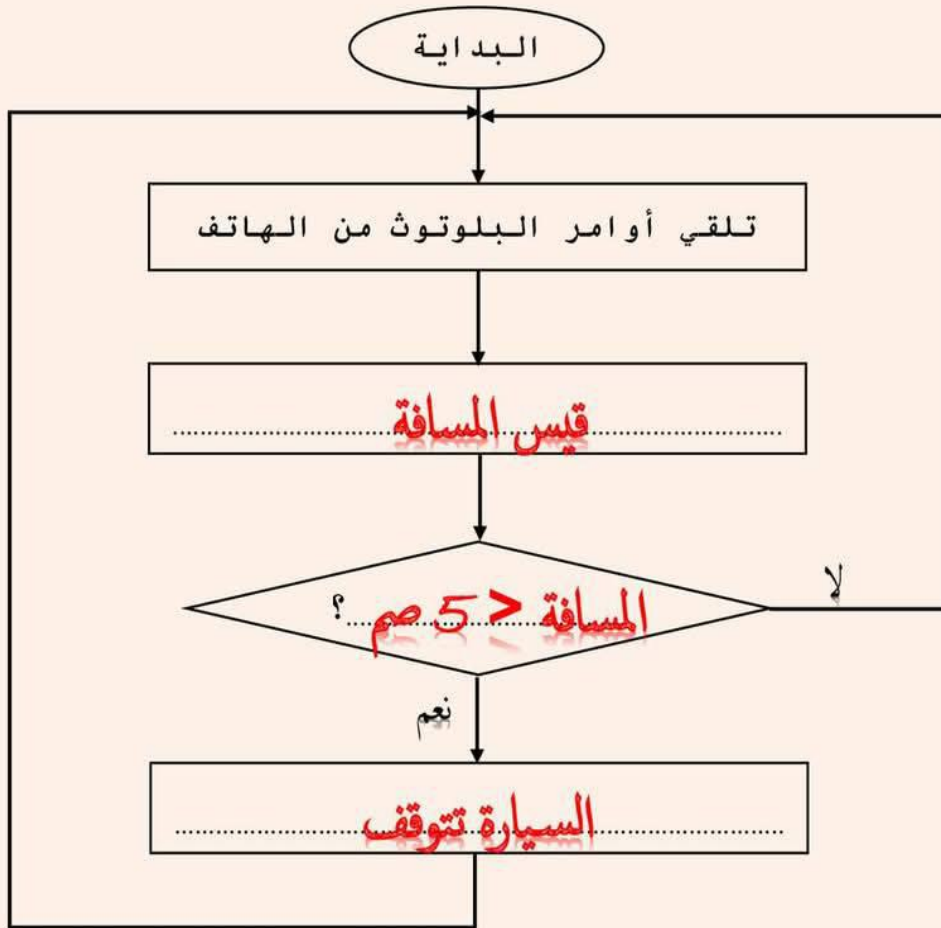 البداية
تلقي أوامر البلوتوث من الهاتف
قيس المسافة
المسافة < 5 صم ؟
لا
نعم
السيارة تتوقف